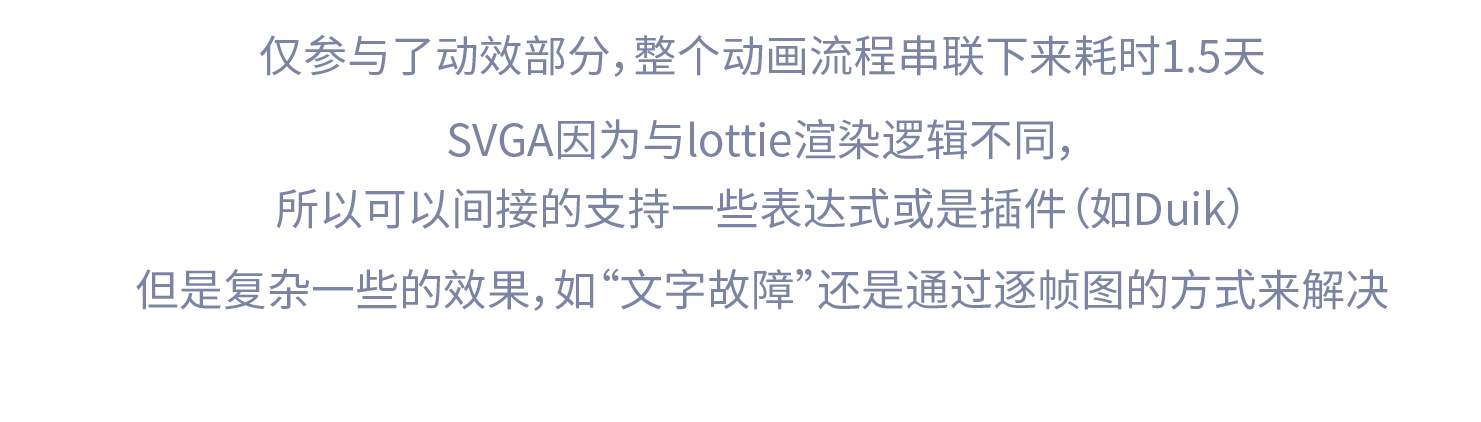 仅参与了动效部分，整个动画流程串联下来耗时1.5天
SVGA因为与lottie渲染逻辑不同，
所以可以间接的支持一些表达式或是插件（如Duik）
但是复杂一些的效果，如“文字故障”还是通过逐帧图的方式来解决